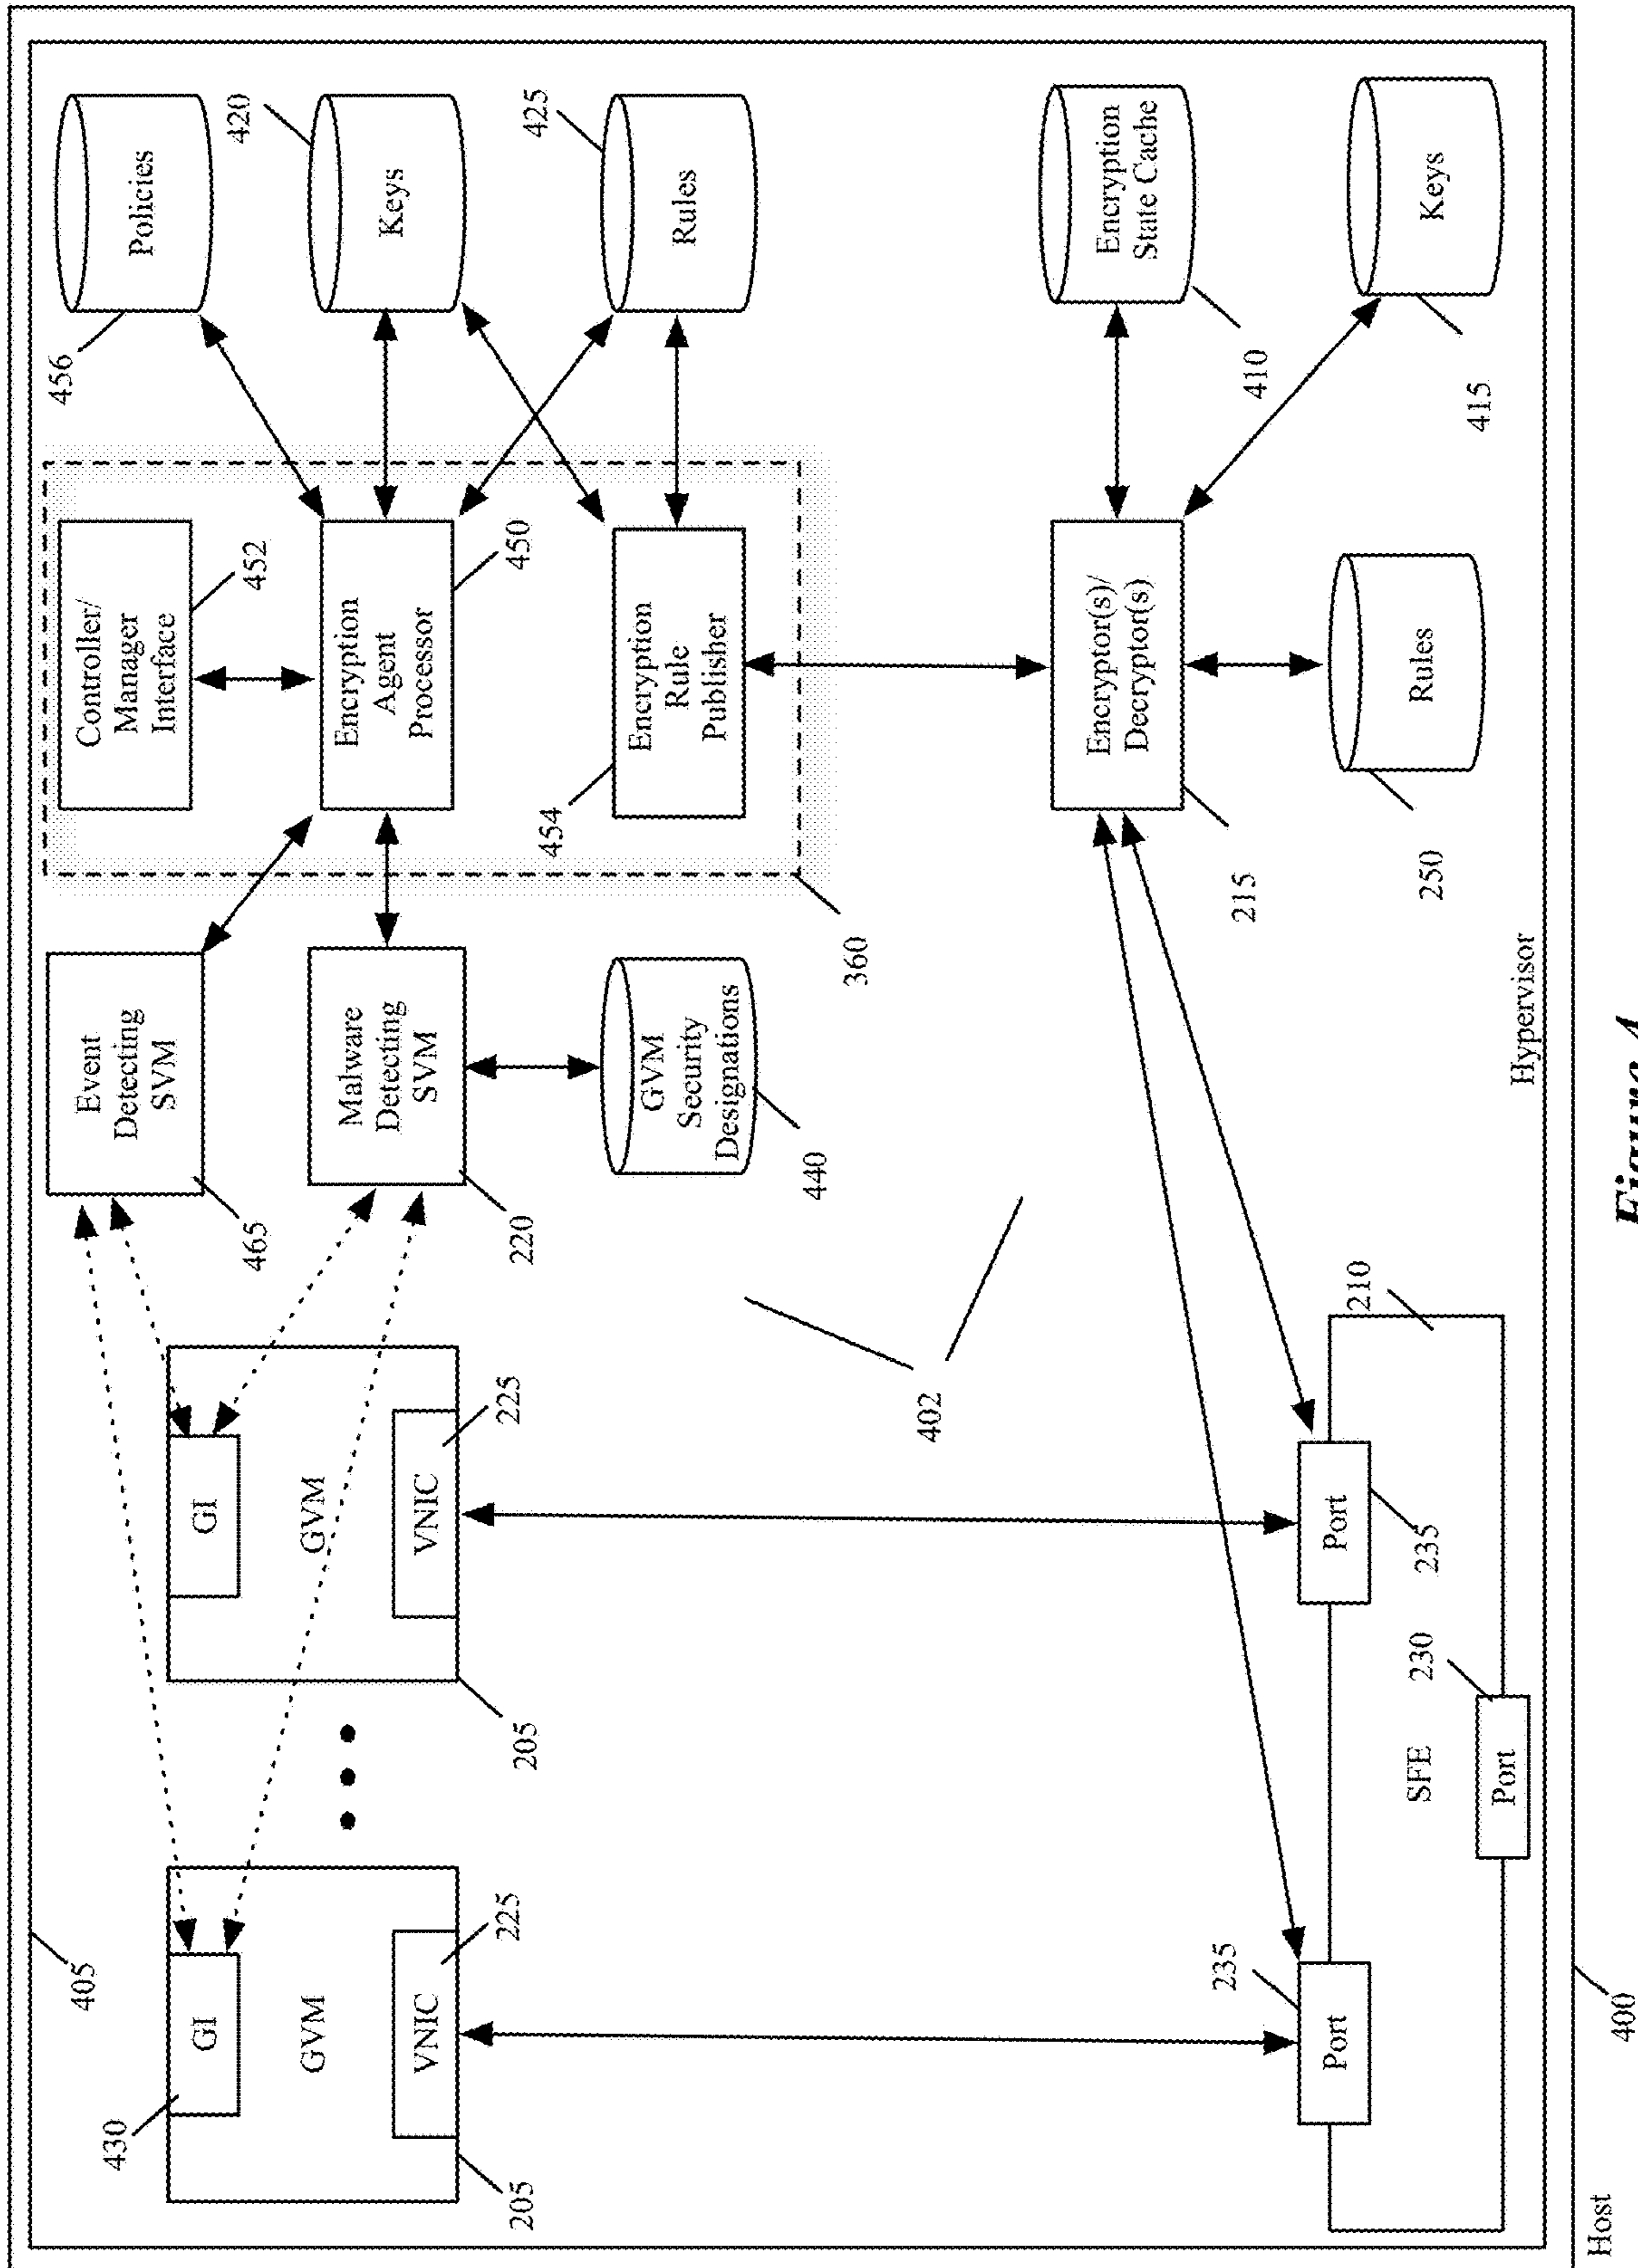 405
430
GI
GVM
VNIC
225
205
GI
GVM
VNIC
225
205
Event
Detecting
SVM
465
Malware
Detecting
SVM
220
GVM
Security
Designations
440
402
Controller/
Manager
Interface
452
Encryption
Agent
Processor
450
Encryption
Rule
Publisher
454
360
Policies
456
Keys
420
Rules
425
Encryptor(s)/
Decryptor(s)
215
Encryption
State Cache
410
Keys
415
Rules
250
235
Port
Port
235
SFE
230
Port
210
Hypervisor
Host
400
Figure 4